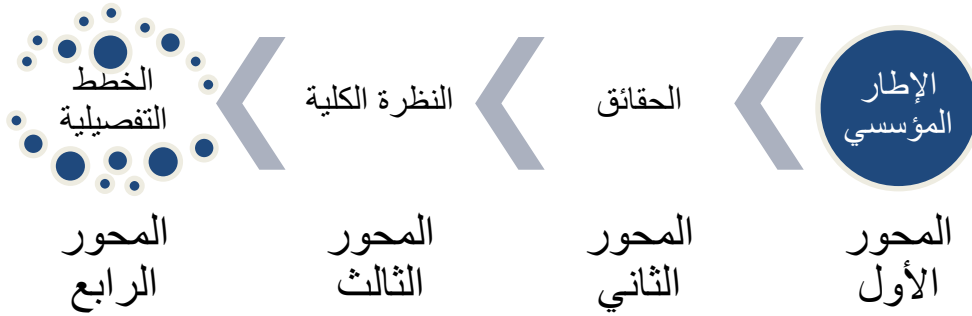 الإطار
المؤسسي
الحقائق
النظرة الكلية
الخطط
التفصيلية
المحور
الأول
المحور
الثاني
المحور
الثالث
المحور
الرابع